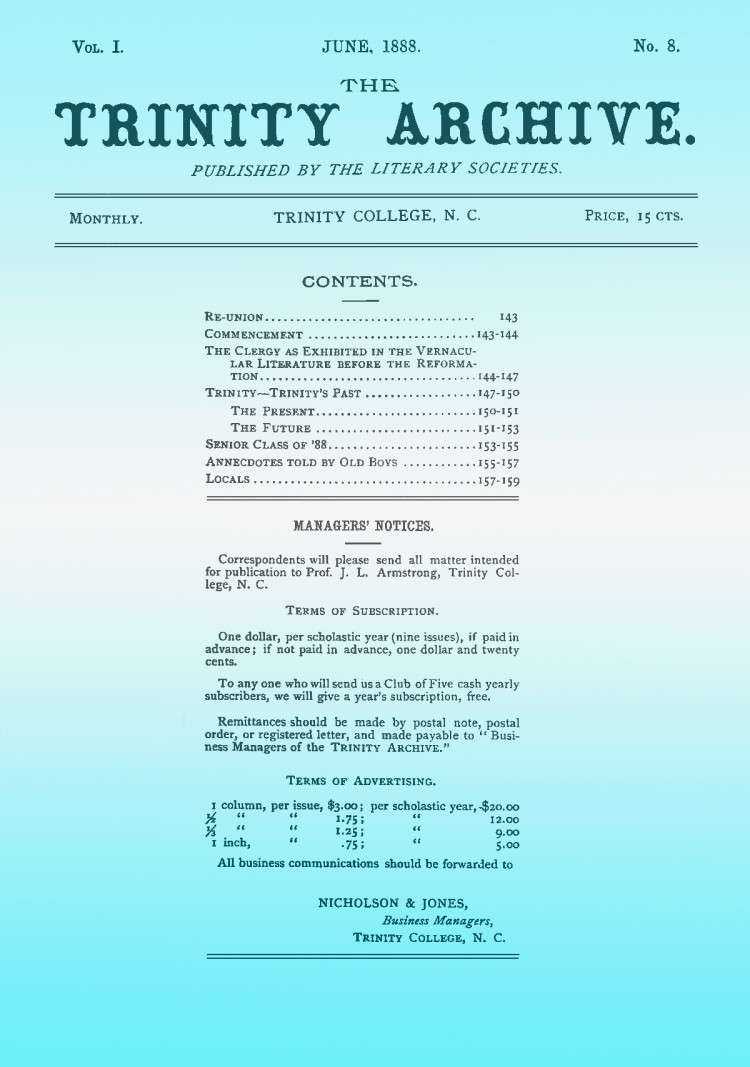 Vol. I. JUNE, 1888. No. 8.
THE
TRINITY ARCHIVE.
PUBLISHED BY THE LITERARY SOCIETIES.
Monthly. TRINITY COLLEGE, N. C. Price, 15 cts.
CONTENTS.
Re-union.............................. 143
Commencement ..............................143-144
The Clergy as Exhibited in the Vernacu-
lar Literature before the Reforma-
tion..............................144-147
Trinity—Trinity's Past ..................147-150
The Present..........................150-151
The Future ..........................151-153
Senior Class of '88........................153-155
Annecdotes told by Old Boys ............155-157
Locals ..................................157-159
MANAGERS' NOTICES.
Correspondents will please send all matter intended
for publication to Prof. J. L. Armstrong, Trinity Col-
lege, N. C.
Terms of Subscription.
One dollar, per scholastic year (nine issues), if paid in
advance; if not paid in advance, one dollar and twenty
cents.
To any one who will send us a Club of Five cash yearly
subscribers, we will give a year's subscription, free.
Remittances should be made by postal note, postal
order, or registered letter, and made payable to "Busi-
ness Managers of the Trinity Archive."
Terms of Advertising.
1 column, per issue, $3.00; per scholastic year, $20.00
½ " " 1.75; " 12.00
⅓ " " 1.25; " 9.00
1 inch, " .75; " 5.00
All business communications should be forwarded to
NICHOLSON & JONES,
Business Managers,
Trinity College, N. C.